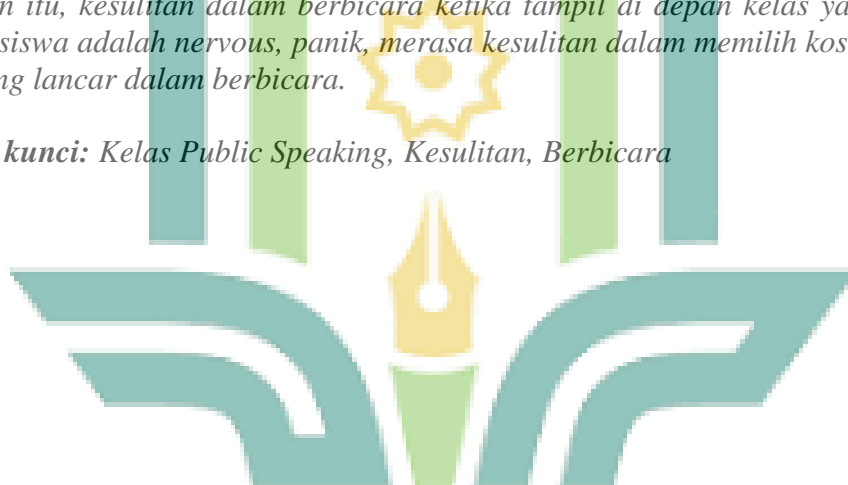 n itu, kesulitan dalam berbicara ketika tampil di depan kelas ya
siswa adalah nervous, panik, merasa kesulitan dalam memilih kos
ng lancar dalam berbicara.
kunci: Kelas Public Speaking, Kesulitan, Berbicara